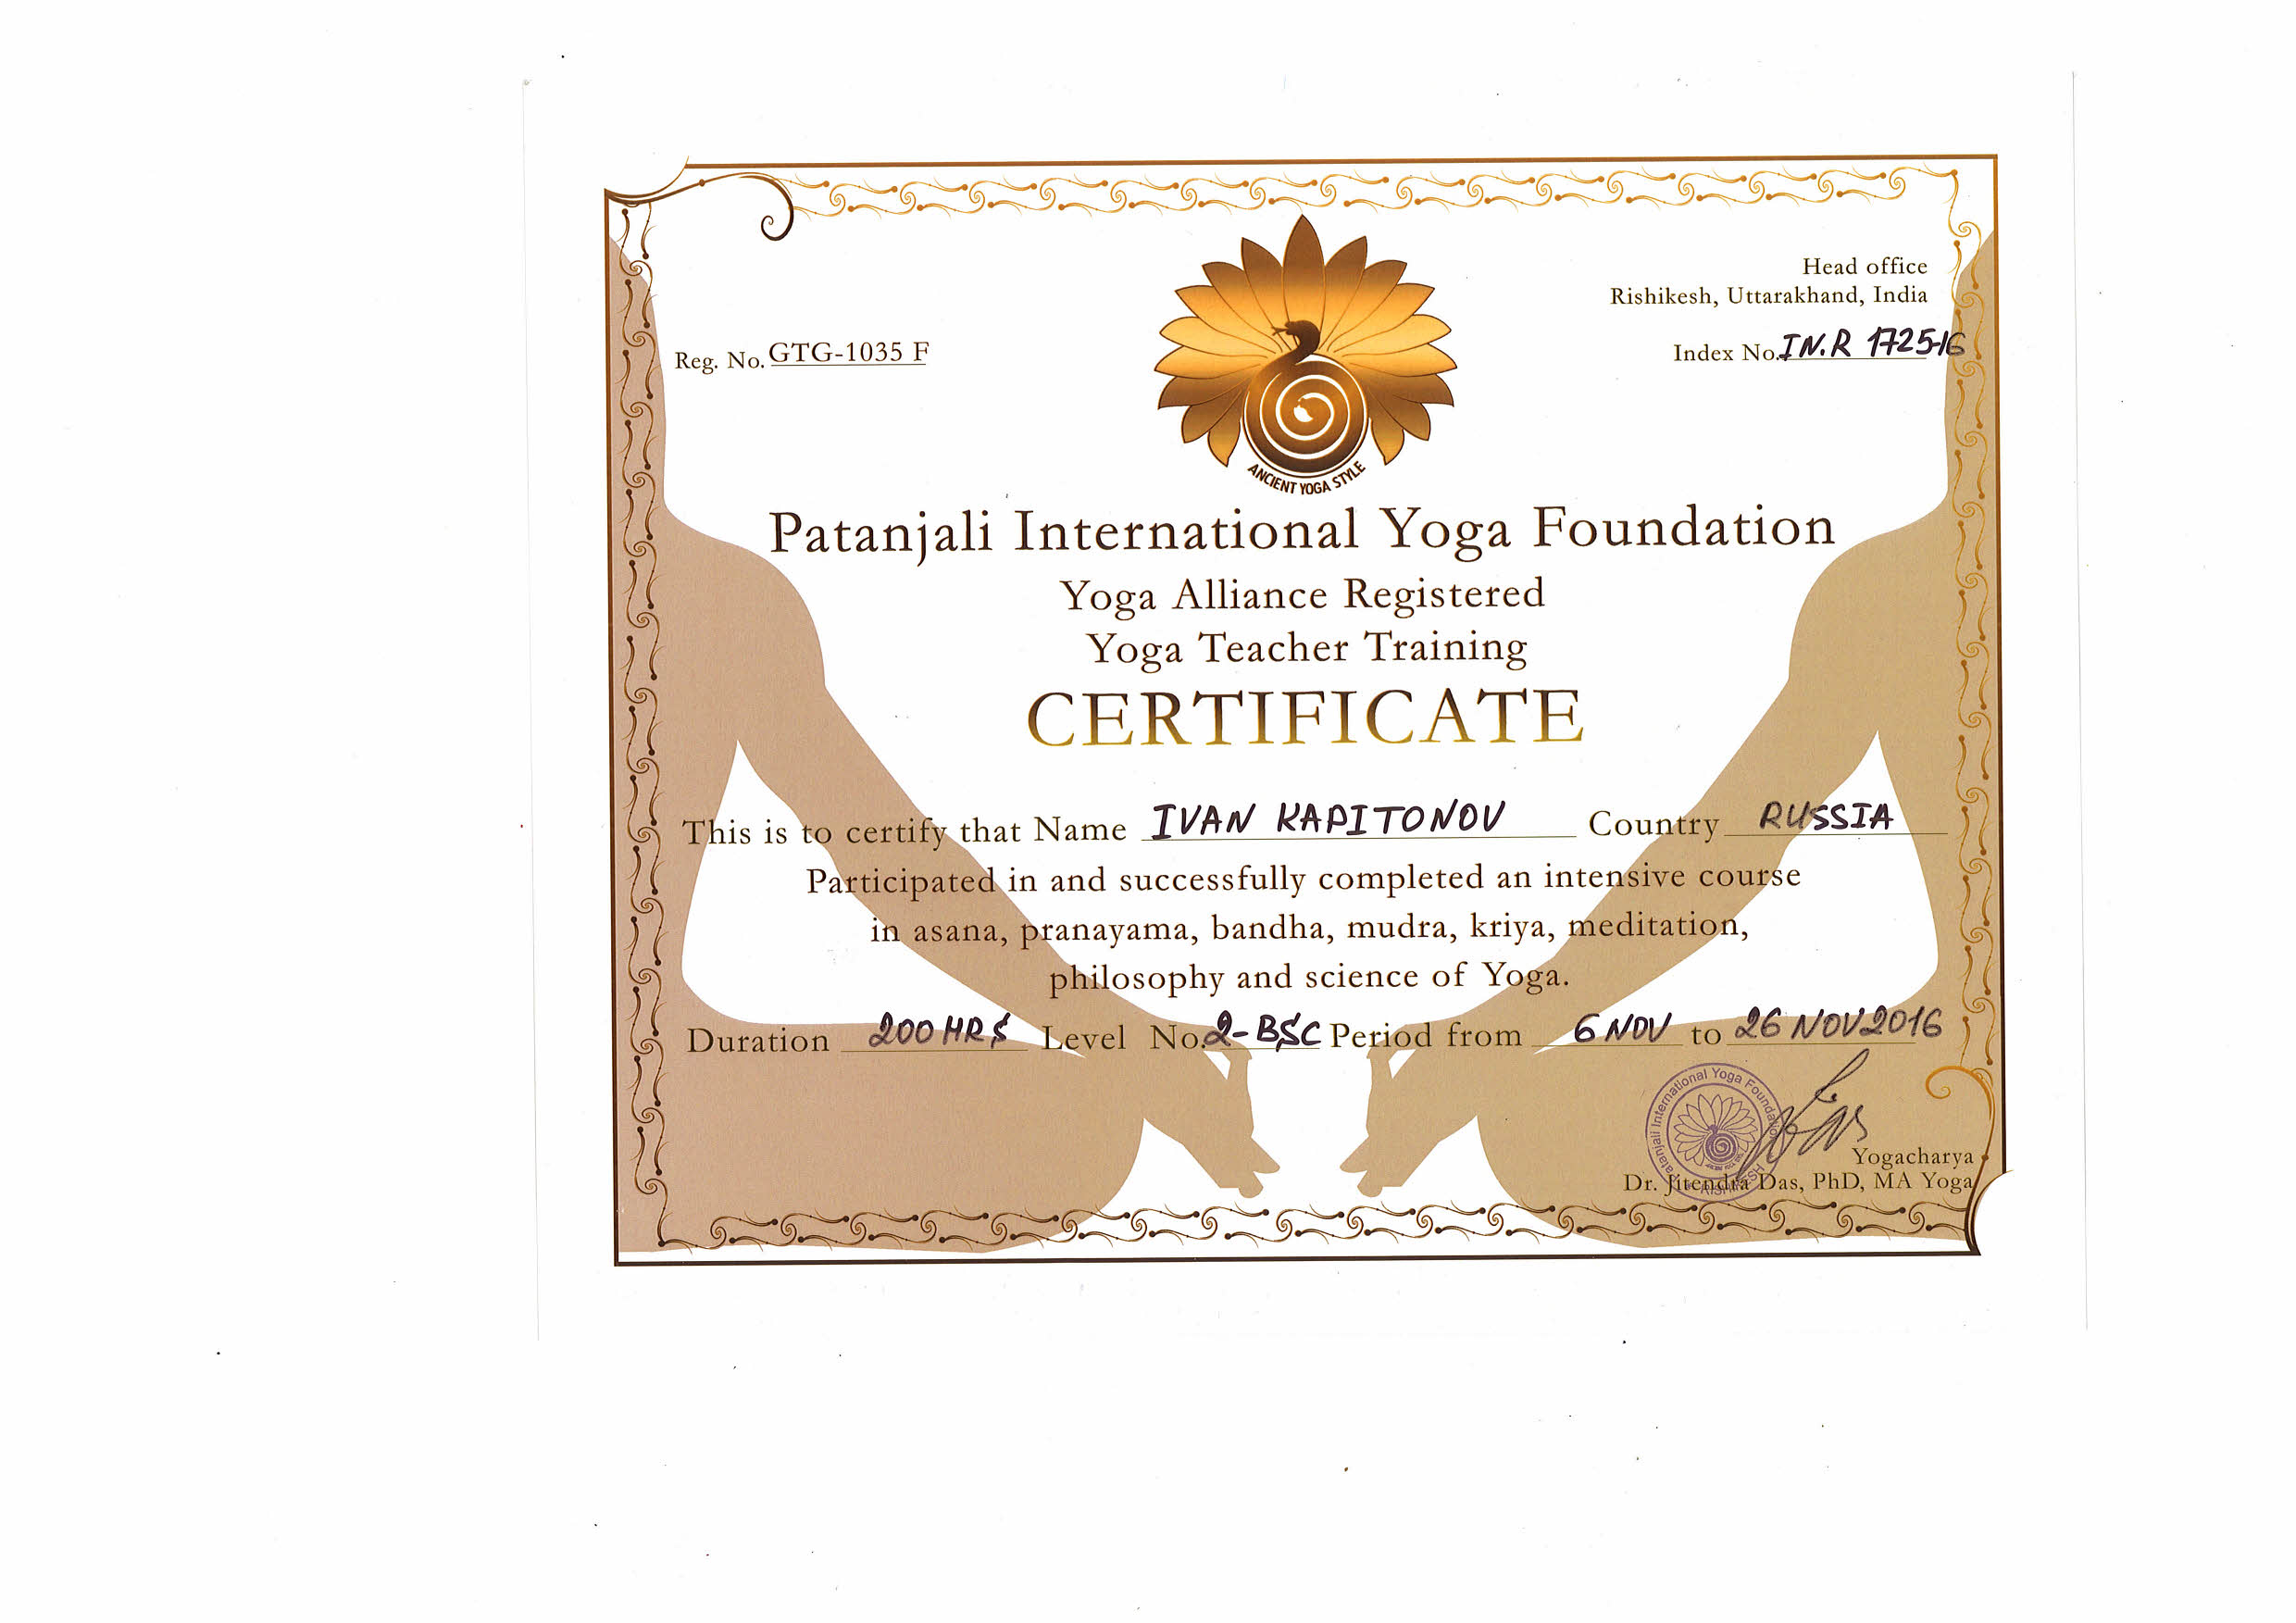 Head office
Rishikesh, Uttarakhand, India
Reg. No. GTG-1035 F
Index No. IN.R 1725-16
ANCIENT YOGA STYLE
Patanjali International Yoga Foundation
Yoga Alliance Registered
Yoga Teacher Training
CERTIFICATE
This is to certify that Name IVAN KAPITONOV Country RUSSIA
Participated in and successfully completed an intensive course
in asana, pranayama, bandha, mudra, kriya, meditation,
philosophy and science of Yoga.
Duration 200 HRS Level No. 2-BSC Period from 6 NOV to 26 NOV 2016
Patanjali International Yoga Foundation
RISHIKESH
Yogacharya
Dr. Jitendra Das, PhD, MA Yoga